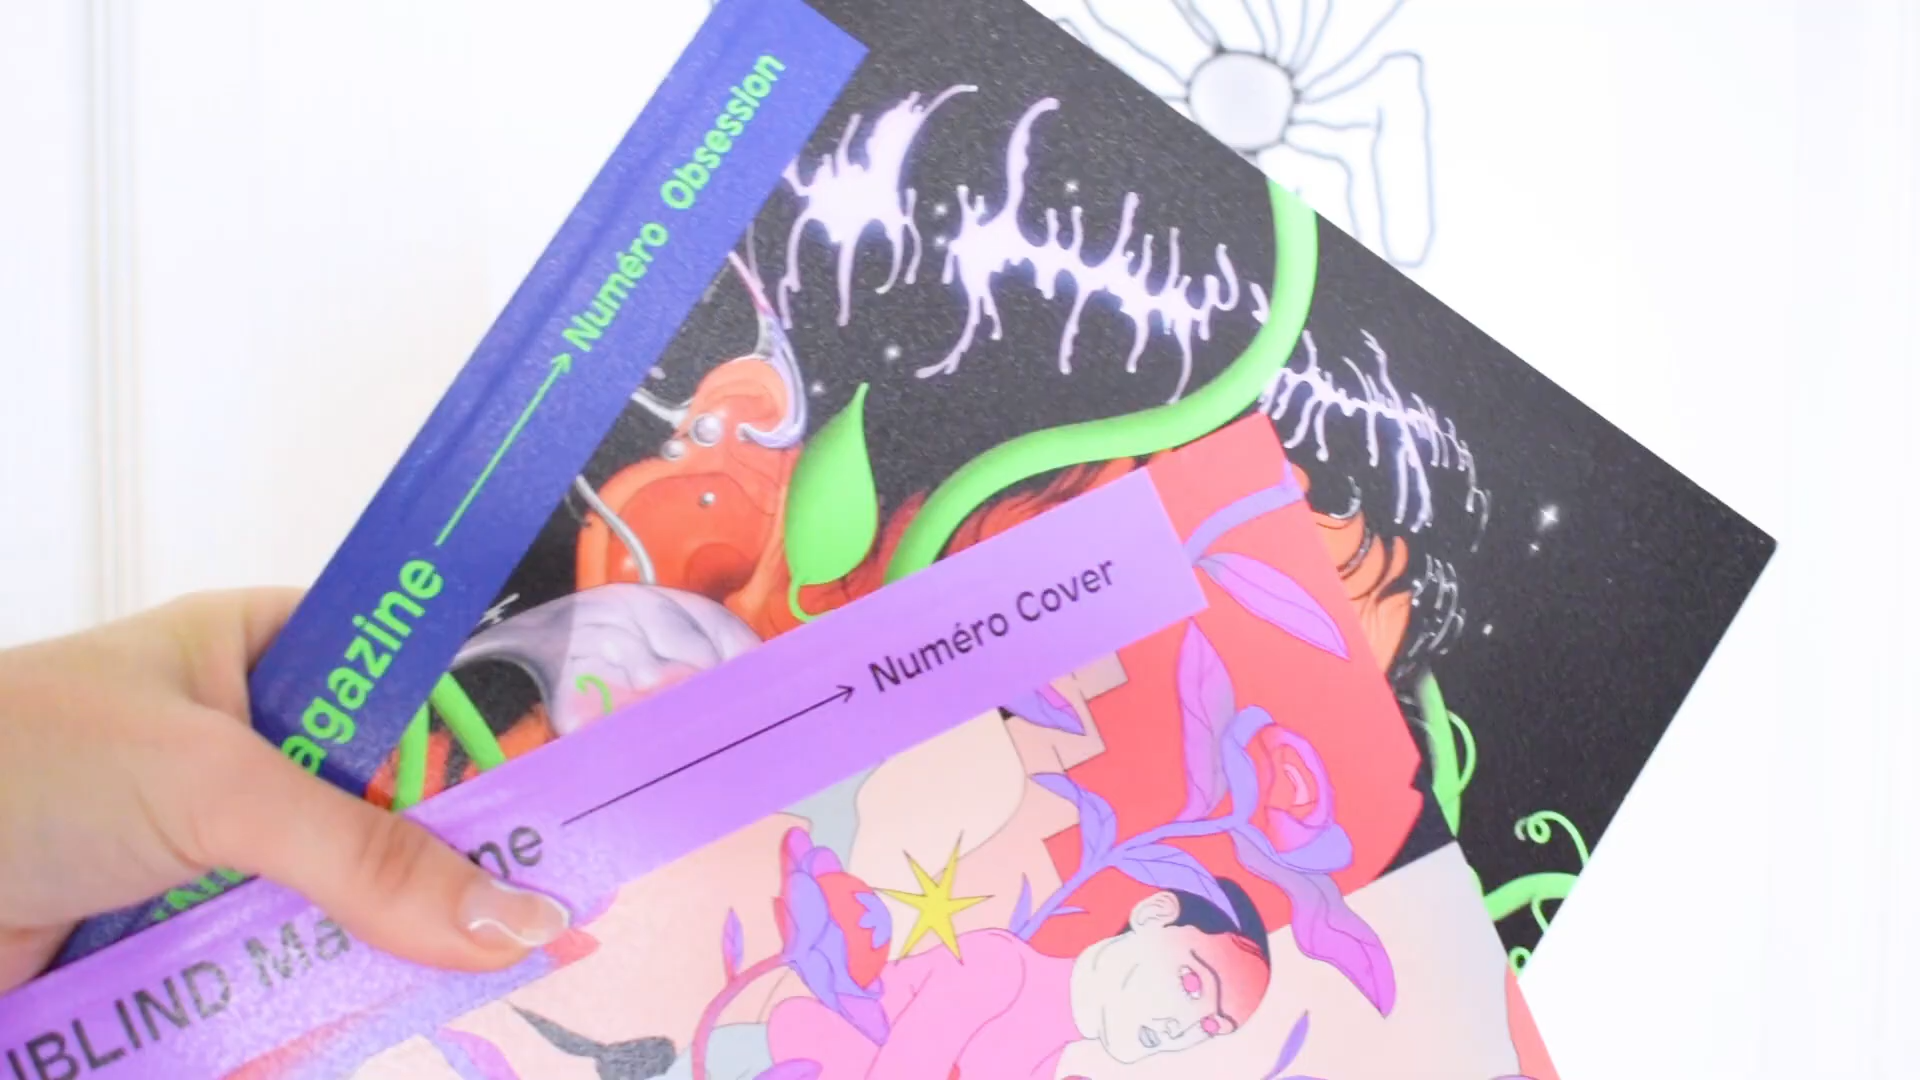 agazine → Numéro Obsession
IBLIND Ma ne → Numéro Cover